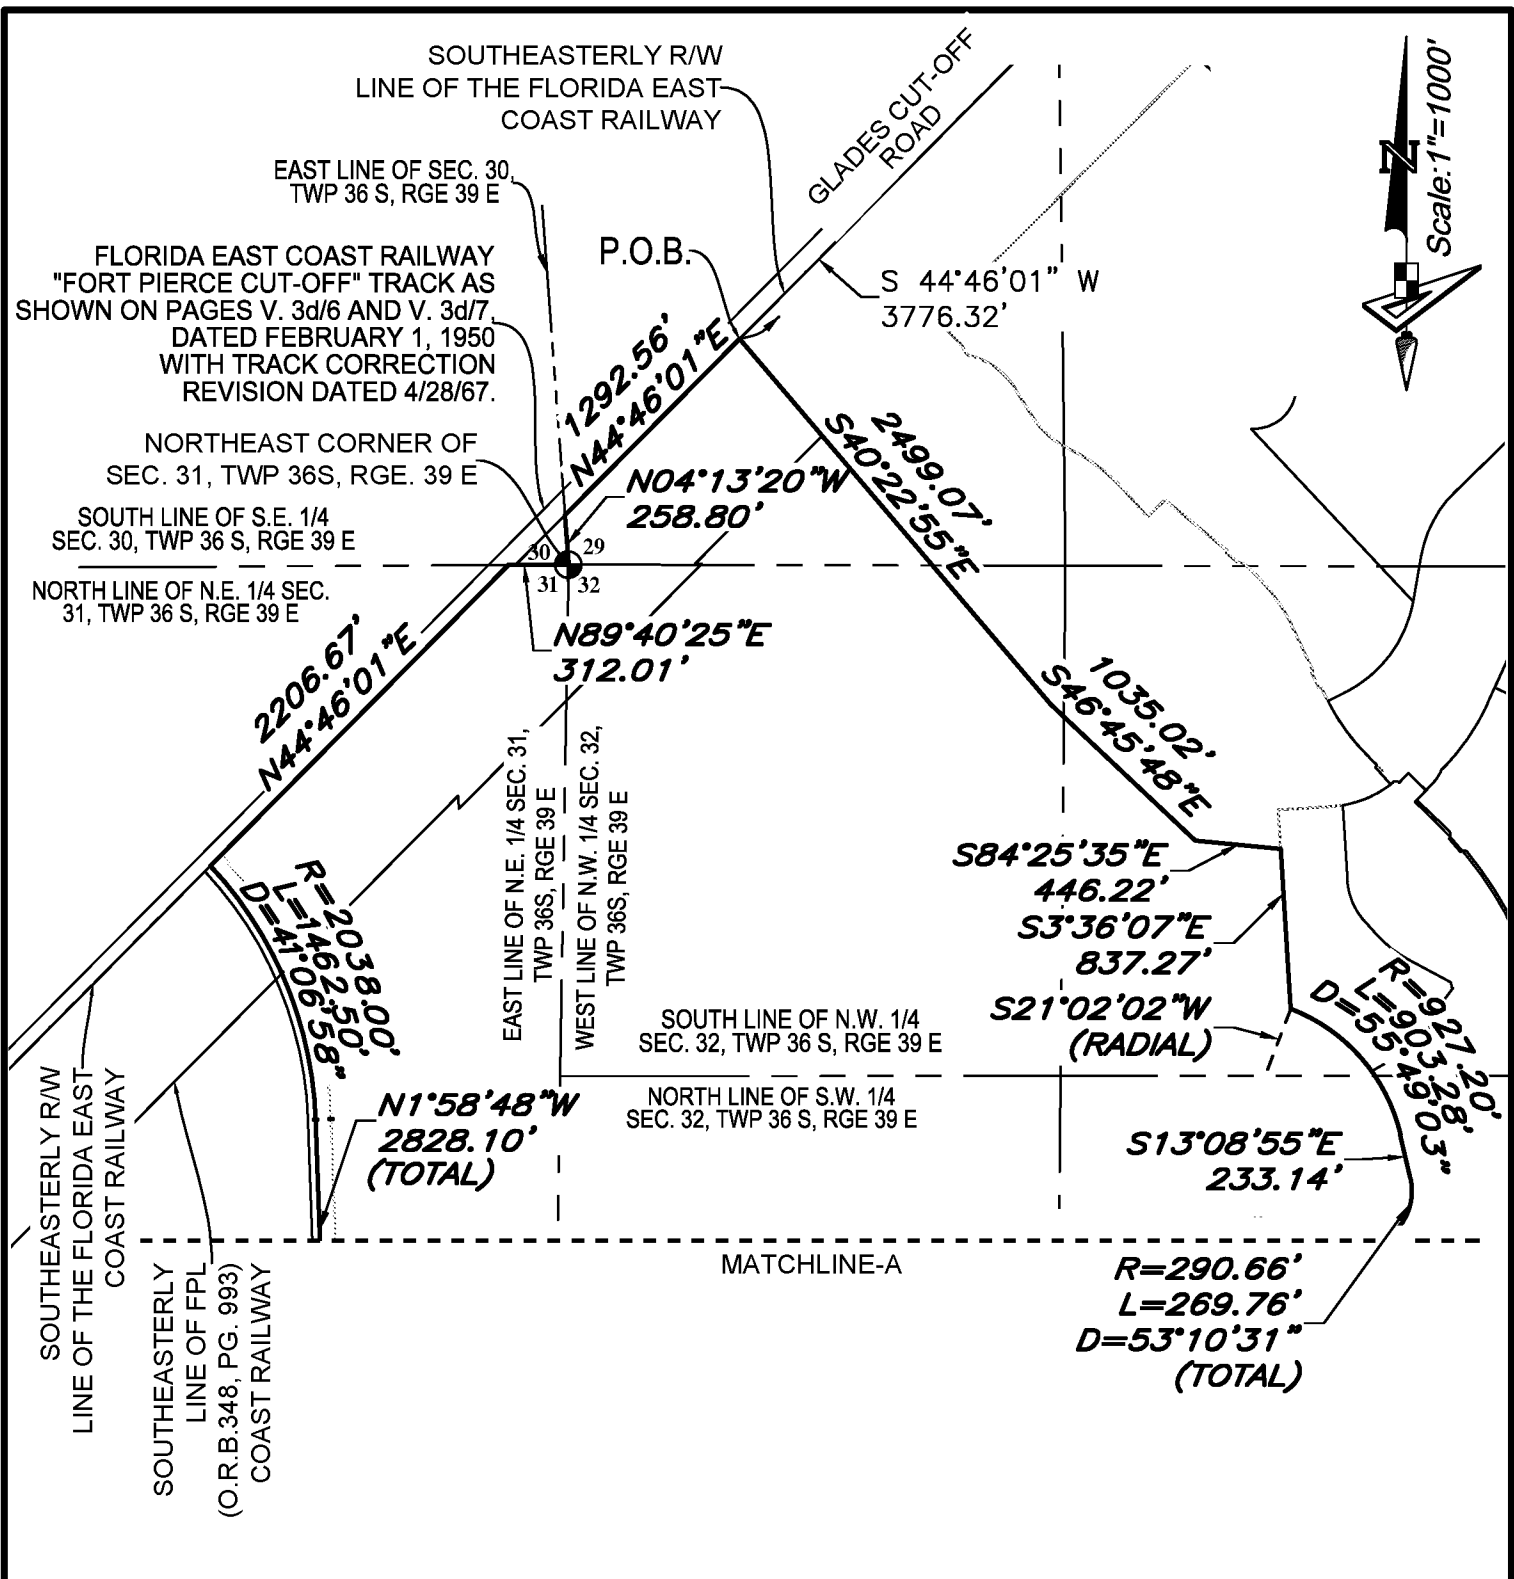 SOUTHEASTERLY R/W
LINE OF THE FLORIDA EAST
COAST RAILWAY
GLADES CUT-OFF
ROAD
N
Scale:1"=1000'
EAST LINE OF SEC. 30,
TWP 36 S, RGE 39 E
FLORIDA EAST COAST RAILWAY
"FORT PIERCE CUT-OFF" TRACK AS
SHOWN ON PAGES V. 3d/6 AND V. 3d/7,
DATED FEBRUARY 1, 1950
WITH TRACK CORRECTION
REVISION DATED 4/28/67.
P.O.B.
S 44°46'01" W
3776.32'
1292.56'
N44°46'01"E
NORTHEAST CORNER OF
SEC. 31, TWP 36S, RGE. 39 E
N04°13'20"W
258.80'
2499.07'
S40°22'55"E
SOUTH LINE OF S.E. 1/4
SEC. 30, TWP 36 S, RGE 39 E
30 29
31 32
NORTH LINE OF N.E. 1/4 SEC.
31, TWP 36 S, RGE 39 E
N89°40'25"E
312.01'
2206.67'
N44°46'01"E
1035.02'
S46°45'48"E
EAST LINE OF N.E. 1/4 SEC. 31,
TWP 36S, RGE 39 E
WEST LINE OF N.W. 1/4 SEC. 32,
TWP 36S, RGE 39 E
S84°25'35"E
446.22'
S3°36'07"E
837.27'
S21°02'02"W
(RADIAL)
R=2038.00'
L=1462.50'
D=41°06'58"
R=927.20'
L=903.28'
D=55°49'03"
SOUTH LINE OF N.W. 1/4
SEC. 32, TWP 36 S, RGE 39 E
NORTH LINE OF S.W. 1/4
SEC. 32, TWP 36 S, RGE 39 E
N1°58'48"W
2828.10'
(TOTAL)
S13°08'55"E
233.14'
SOUTHEASTERLY R/W
LINE OF THE FLORIDA EAST
COAST RAILWAY
MATCHLINE-A
SOUTHEASTERLY
LINE OF FPL
(O.R.B.348, PG. 993)
COAST RAILWAY
R=290.66'
L=269.76'
D=53°10'31"
(TOTAL)